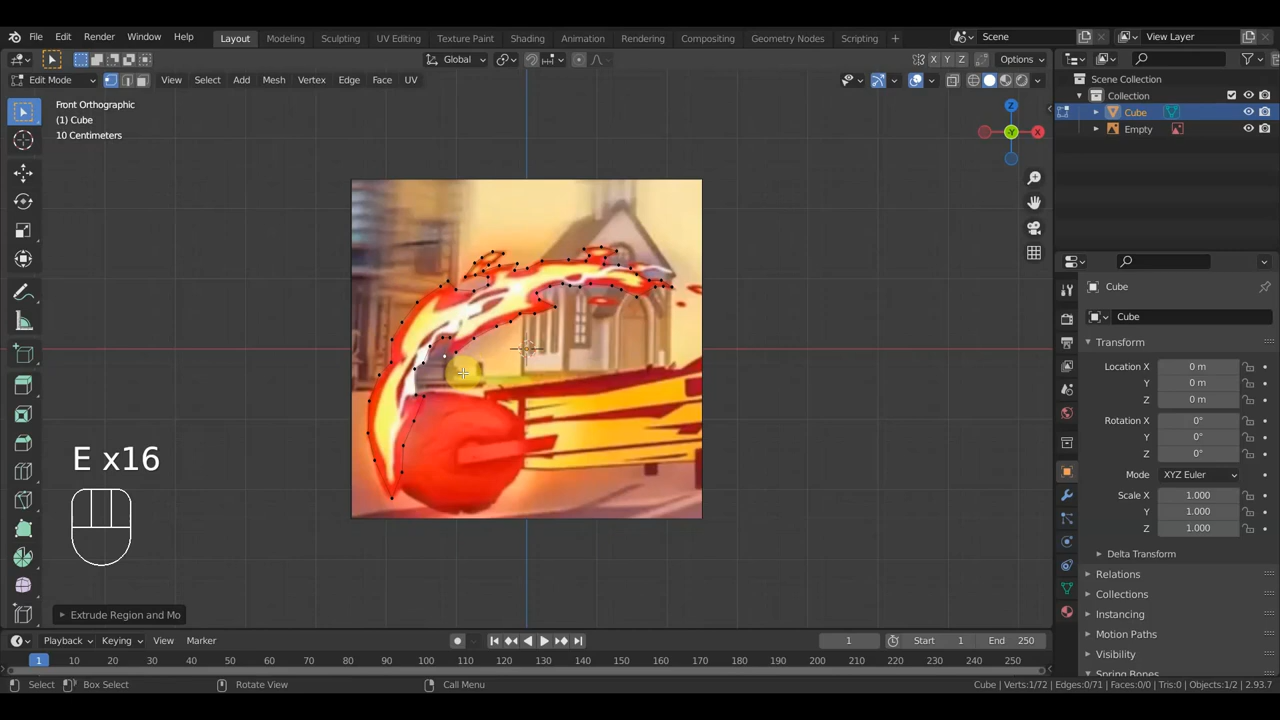 File Edit Render Window Help Layout Modeling Sculpting UV Editing Texture Paint Shading Animation Rendering Compositing Geometry Nodes Scripting + Scene View Layer
Global Options
X Y Z
Edit Mode View Select Add Mesh Vertex Edge Face UV
Front Orthographic
(1) Cube
10 Centimeters
Z
Y
X
Scene Collection
Collection
Cube
Empty
Cube
Cube
Transform
Location X 0 m
Y 0 m
Z 0 m
Rotation X 0°
Y 0°
Z 0°
Mode XYZ Euler
Scale X 1.000
Y 1.000
Z 1.000
Delta Transform
Relations
Collections
Instancing
Motion Paths
Visibility
Spring Bones
E x16
Extrude Region and Mo
Playback Keying View Marker
1 Start 1 End 250
1 10 20 30 40 50 60 70 80 90 100 110 120 130 140 150 160 170 180 190 200 210 220 230 240 250
Select Box Select Rotate View Call Menu Cube | Verts:1/72 | Edges:0/71 | Faces:0/0 | Tris:0 | Objects:1/2 | 2.93.7